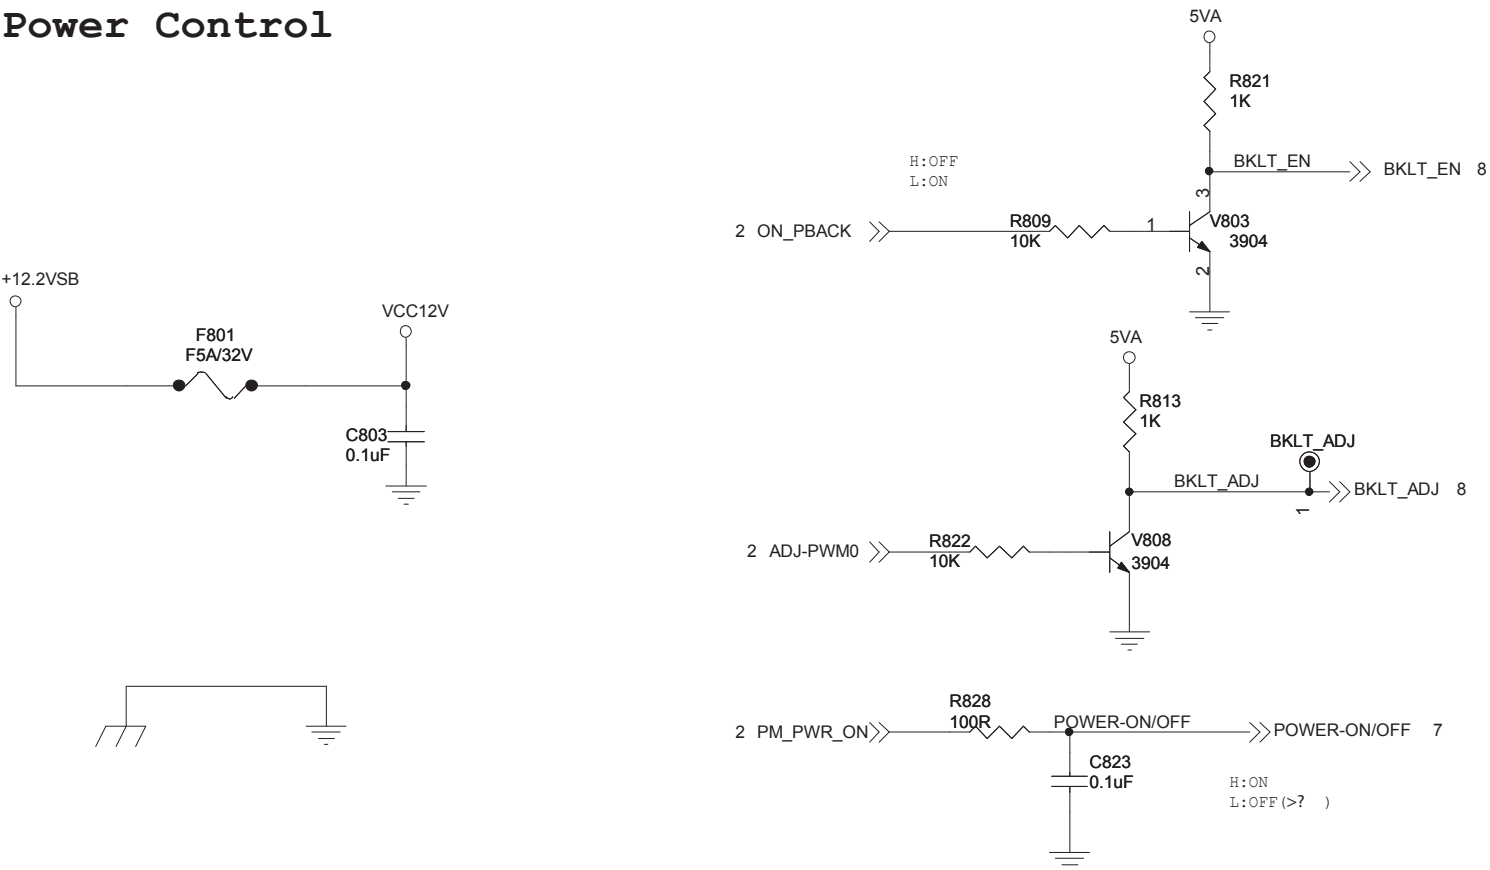 Power Control
+12.2VSB
F801
F5A/32V
VCC12V
C803
0.1uF
5VA
R821
1K
H:OFF
L:ON
BKLT_EN
BKLT_EN 8
3
2 ON_PBACK
R809
10K
1
V803
3904
2
5VA
R813
1K
BKLT_ADJ
BKLT_ADJ
BKLT_ADJ 8
1
2 ADJ-PWM0
R822
10K
V808
3904
2 PM_PWR_ON
R828
100R
POWER-ON/OFF
POWER-ON/OFF 7
C823
0.1uF
H:ON
L:OFF(>? )